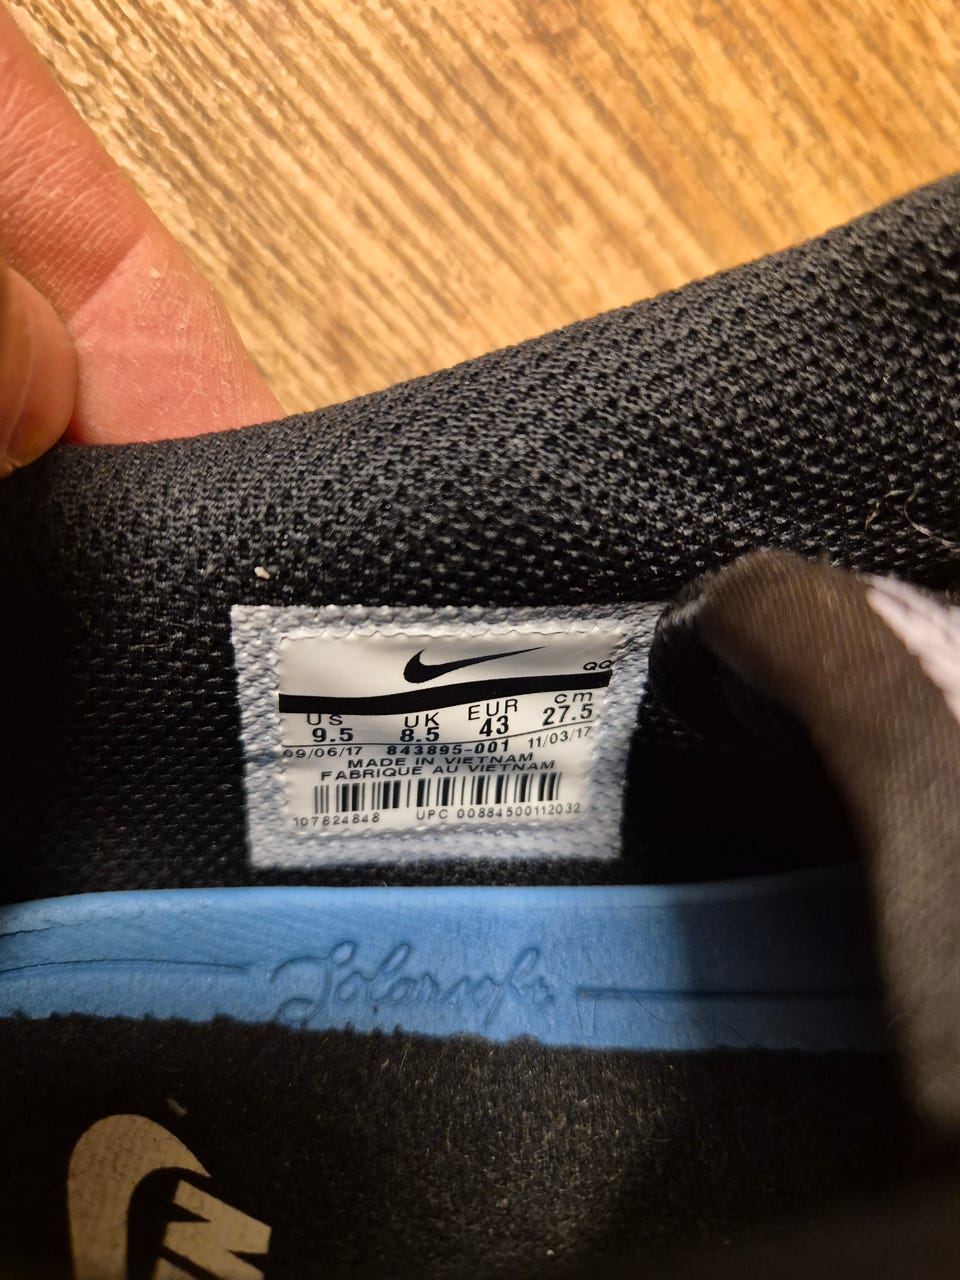 QQ
US UK EUR cm
9.5 8.5 43 27.5
09/06/17 843895-001 11/03/17
MADE IN VIETNAM
FABRIQUE AU VIETNAM
107824848 UPC 00884500112032